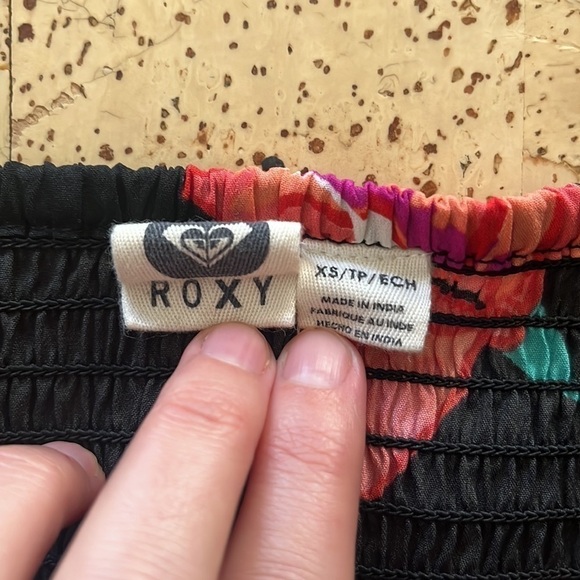 ROXY
XS/TP/ECH
MADE IN INDIA
FABRIQUE AU INDE
HECHO EN INDIA